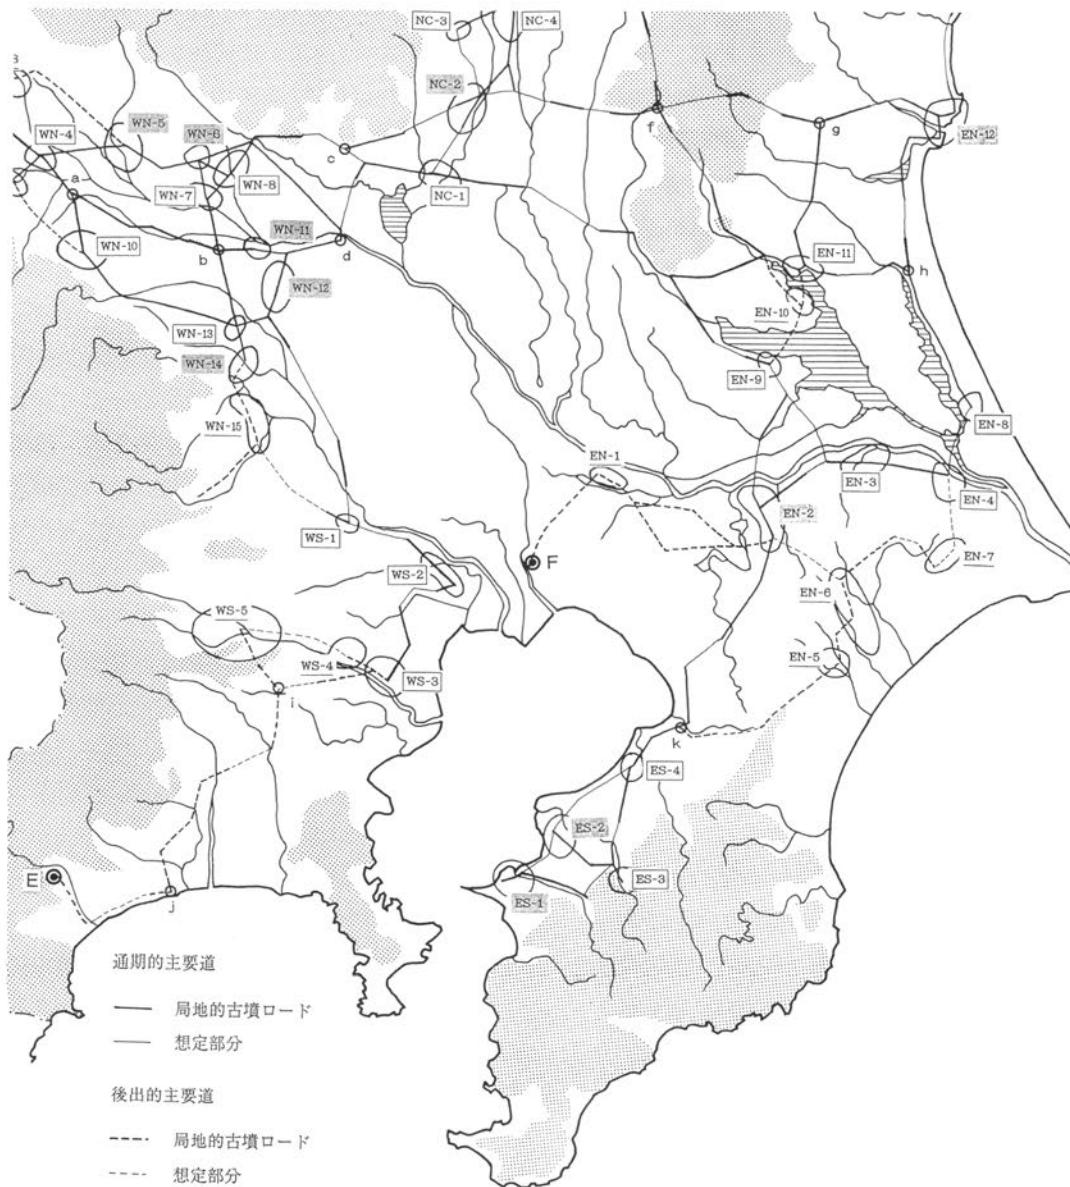 NC-3
NC-4
NC-2
WN-4
WN-5
WN-6
c
f
g
EN-12
a
WN-7
WN-8
NC-1
WN-10
b
WN-11
d
EN-11
h
WN-12
EN-10
WN-13
WN-14
EN-9
WN-15
EN-8
EN-1
EN-3
EN-4
WS-1
EN-2
F
EN-7
WS-2
EN-6
WS-5
EN-5
WS-4
WS-3
i
k
ES-4
ES-2
E
j
ES-1
ES-3
通期的主要道
局地的古墳ロード
想定部分
後出的主要道
局地的古墳ロード
想定部分